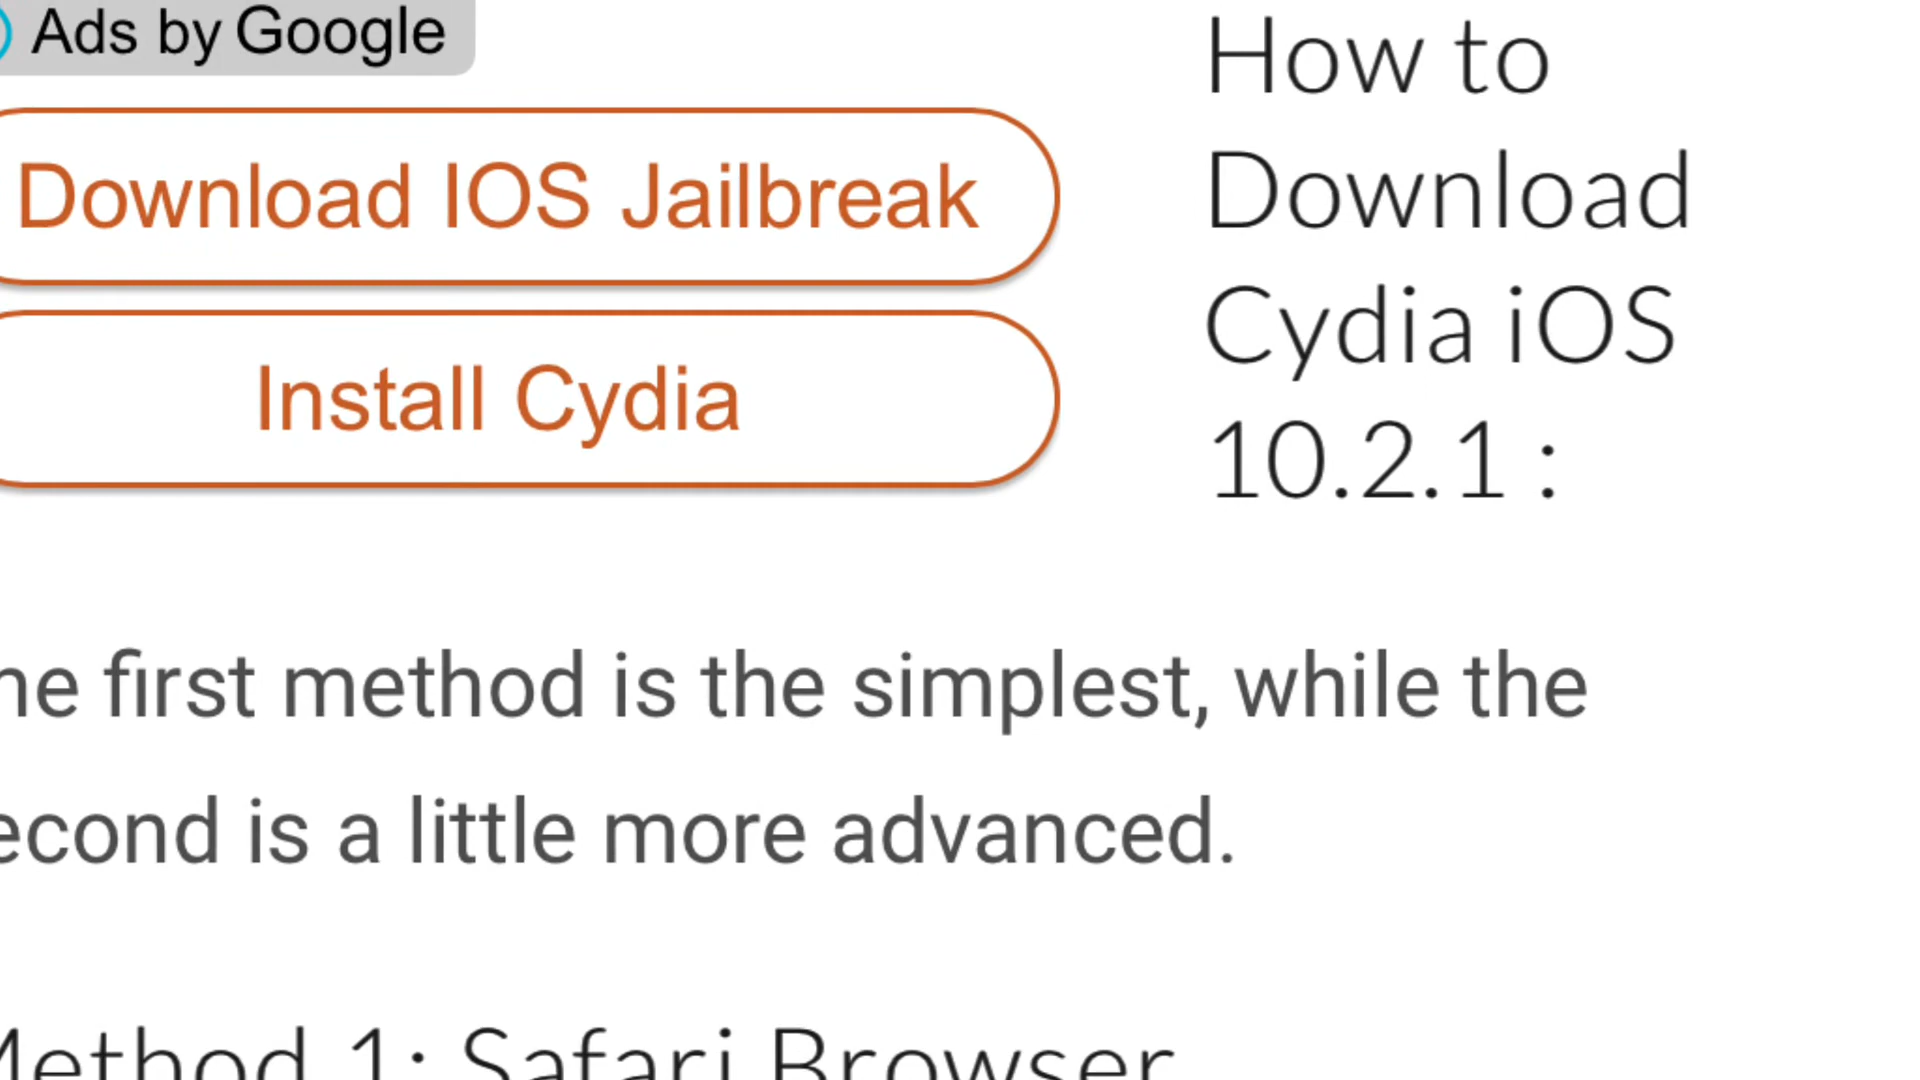 Ads by Google
Download IOS Jailbreak
Install Cydia
How to
Download
Cydia iOS
10.2.1 :
he first method is the simplest, while the
econd is a little more advanced.
Method 1: Safari Browser